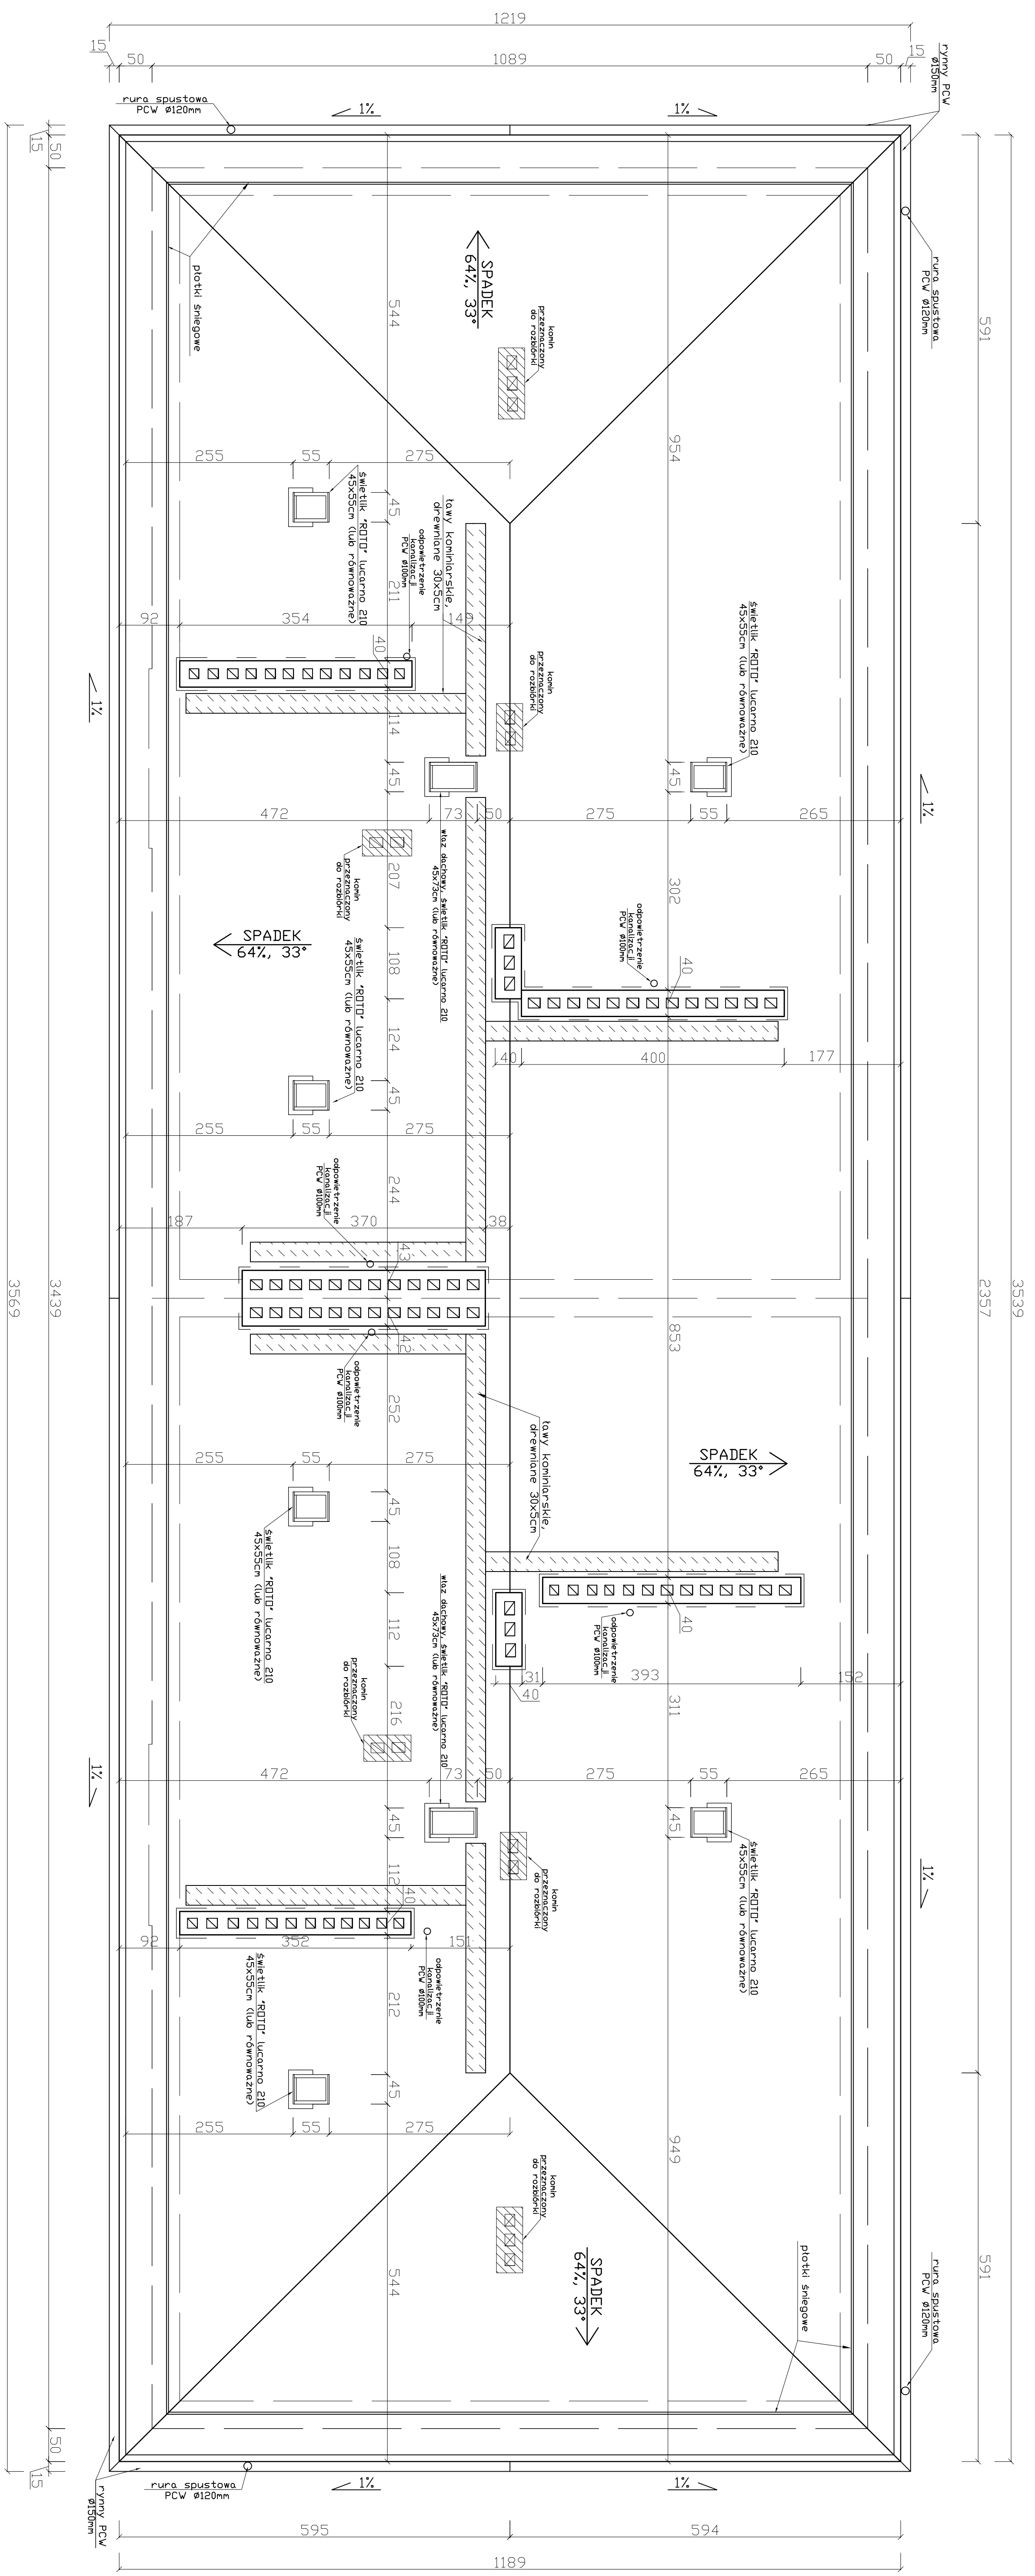 1219
15
50
1089
50
15
rynny PCW
Ø150mm
rura spustowa
PCW Ø120mm
1%
1%
15
50
rura spustowa
PCW Ø120mm
płotki śniegowe
SPADEK
64%, 33°
544
komin
przeznaczony
do rozbiórki
591
954
255
55
275
45
świetlik "ROTO" lucarno 210
45x55cm (lub równoważne)
ławy kominiarskie,
drewniane 30x5cm
odpowietrzenie
kanalizacji
PCW Ø100mm
211
92
354
149
40
114
1%
komin
przeznaczony
do rozbiórki
świetlik "ROTO" lucarno 210
45x55cm (lub równoważne)
45
45
1%
472
73
50
275
55
265
właz dachowy, świetlik "ROTO" lucarno 210
45x73cm (lub równoważne)
komin
przeznaczony
do rozbiórki
207
302
SPADEK
64%, 33°
świetlik "ROTO" lucarno 210
45x55cm (lub równoważne)
108
odpowietrzenie
kanalizacji
PCW Ø100mm
40
124
40
400
177
45
255
55
275
odpowietrzenie
kanalizacji
PCW Ø100mm
244
187
370
38
43
42
3569
3439
2357
3539
853
odpowietrzenie
kanalizacji
PCW Ø100mm
252
ławy kominiarskie,
drewniane 30x5cm
SPADEK
64%, 33°
255
55
275
45
świetlik "ROTO" lucarno 210
45x55cm (lub równoważne)
108
112
właz dachowy, świetlik "ROTO" lucarno 210
45x73cm (lub równoważne)
40
odpowietrzenie
kanalizacji
PCW Ø100mm
31
393
152
40
komin
przeznaczony
do rozbiórki
216
311
1%
472
73
50
275
55
265
45
45
świetlik "ROTO" lucarno 210
45x55cm (lub równoważne)
1%
komin
przeznaczony
do rozbiórki
112
40
92
352
151
odpowietrzenie
kanalizacji
PCW Ø100mm
świetlik "ROTO" lucarno 210
45x55cm (lub równoważne)
212
45
255
55
275
949
591
komin
przeznaczony
do rozbiórki
544
SPADEK
64%, 33°
płotki śniegowe
rura spustowa
PCW Ø120mm
50
15
rynny PCW
Ø150mm
rura spustowa
PCW Ø120mm
1%
1%
595
594
1189